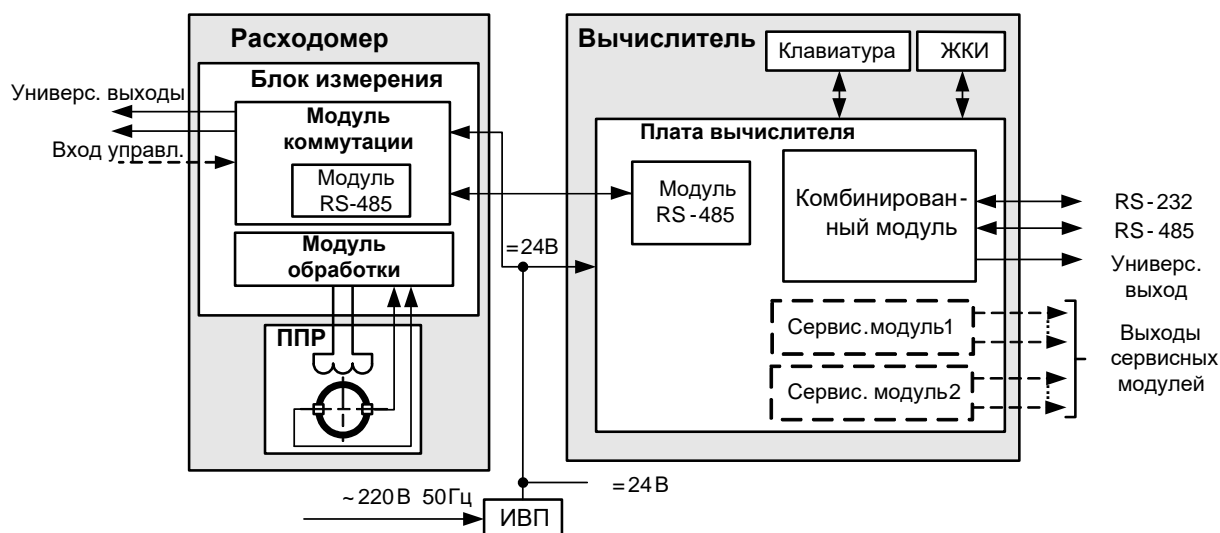 Расходомер
Блок измерения
Универс. выходы
Модуль
коммутации
Вход управл.
Модуль
RS-485
Модуль
обработки
=24В
ППР
Вычислитель
Клавиатура
ЖКИ
Плата вычислителя
Модуль
RS-485
Комбинирован-
ный модуль
RS-232
RS-485
Универс.
выход
Сервис.модуль1
Сервис. модуль2
Выходы
сервисных
модулей
~220В 50Гц
=24В
ИВП